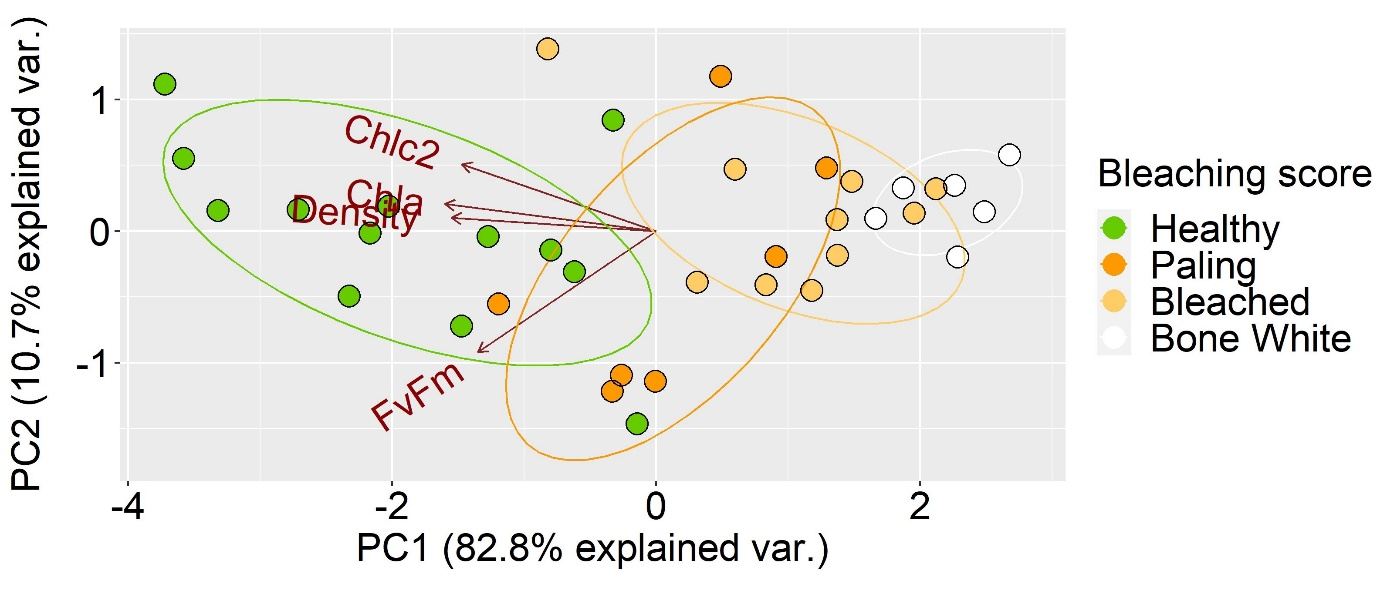 PC2 (10.7% explained var.)
1
0
-1
Chlc2
Chla
Density
FvFm
-4
-2
0
2
PC1 (82.8% explained var.)
Bleaching score
Healthy
Paling
Bleached
Bone White